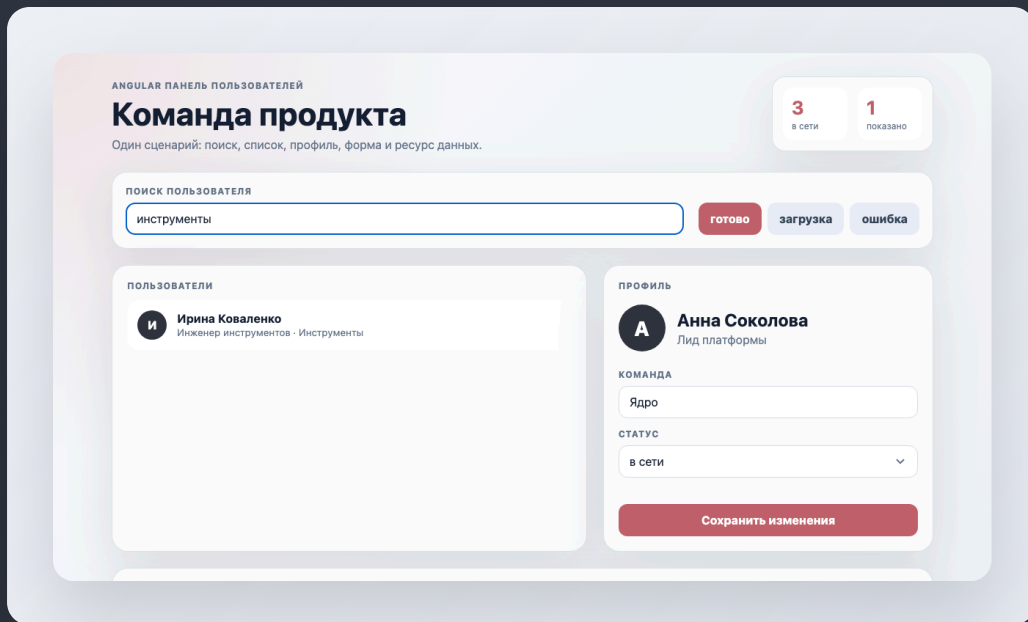 ANGULAR ПАНЕЛЬ ПОЛЬЗОВАТЕЛЕЙ
Команда продукта
Один сценарий: поиск, список, профиль, форма и ресурс данных.
3
в сети
1
показано
ПОИСК ПОЛЬЗОВАТЕЛЯ
инструменты
готово
загрузка
ошибка
ПОЛЬЗОВАТЕЛИ
И
Ирина Коваленко
Инженер инструментов · Инструменты
ПРОФИЛЬ
А
Анна Соколова
Лид платформы
КОМАНДА
Ядро
СТАТУС
в сети
Сохранить изменения